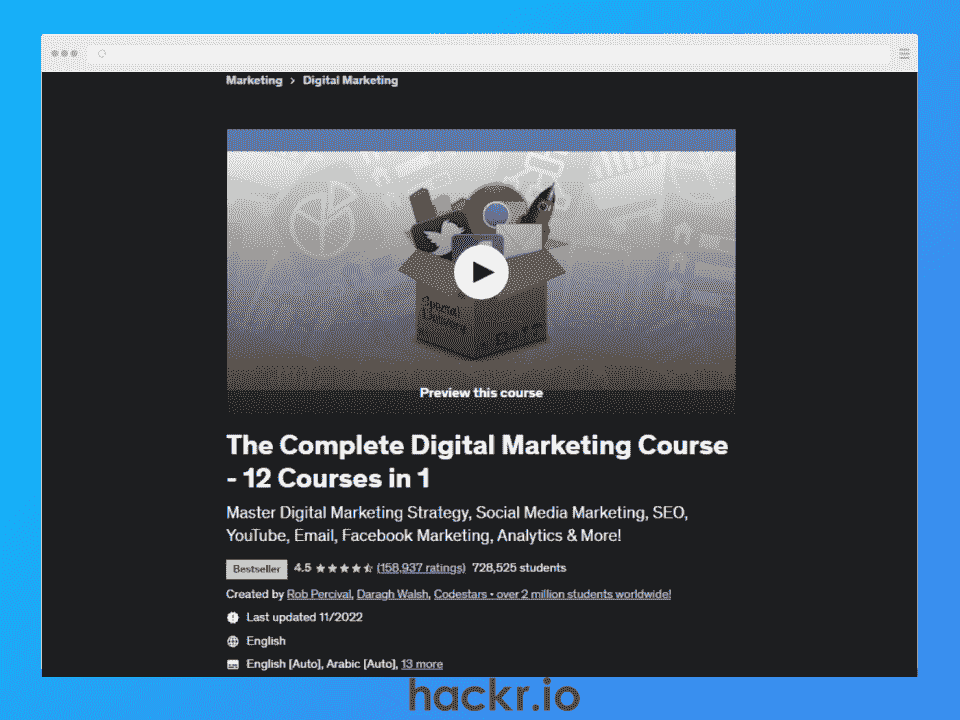 Marketing > Digital Marketing
Special
Delivery
Preview this course
The Complete Digital Marketing Course
- 12 Courses in 1
Master Digital Marketing Strategy, Social Media Marketing, SEO,
YouTube, Email, Facebook Marketing, Analytics & More!
Bestseller 4.5 (158,937 ratings) 728,525 students
Created by Rob Percival, Daragh Walsh, Codestars • over 2 million students worldwide!
Last updated 11/2022
English
English [Auto], Arabic [Auto], 13 more
hackr.io